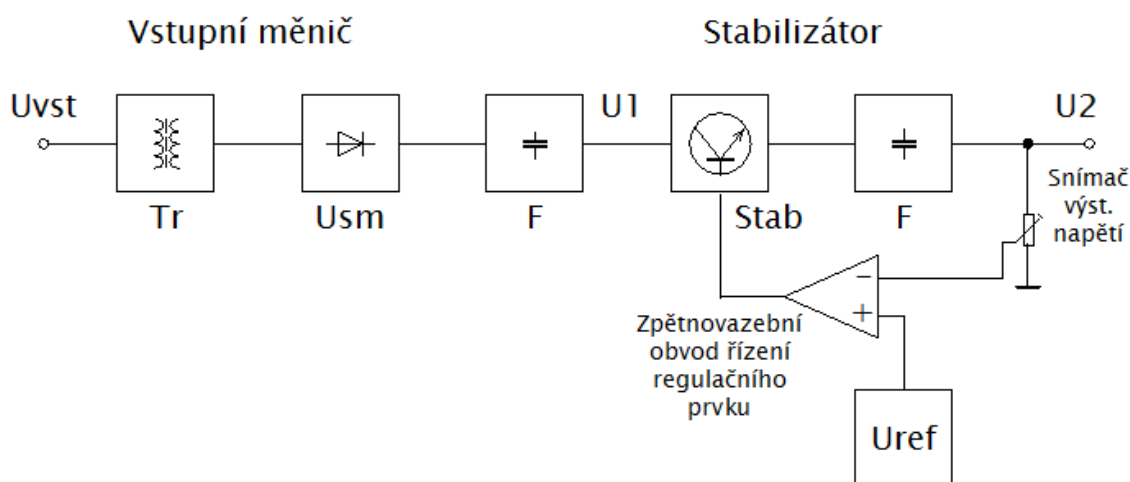 Vstupní měnič
Stabilizátor
Uvst
U1
U2
Tr
Usm
F
Stab
F
Snímač
výst.
napětí
−
+
Zpětnovazební
obvod řízení
regulačního
prvku
Uref